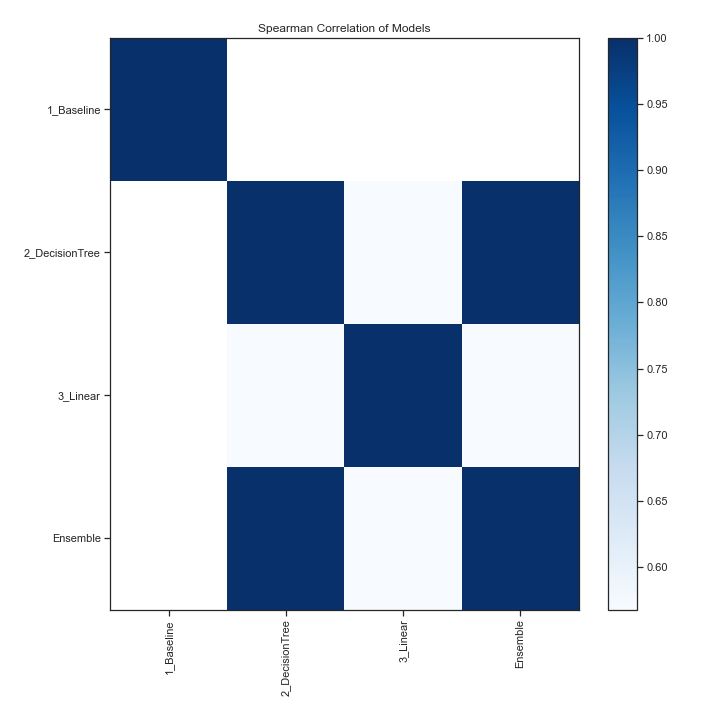 Spearman Correlation of Models
1_Baseline
2_DecisionTree
3_Linear
Ensemble
1_Baseline
2_DecisionTree
3_Linear
Ensemble
1.00
0.95
0.90
0.85
0.80
0.75
0.70
0.65
0.60